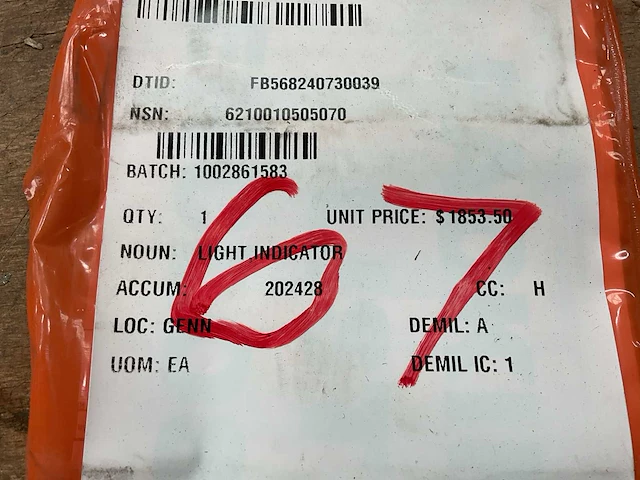 DTID: FB568240730039
NSN: 6210010505070
BATCH: 1002861583
QTY: 1 UNIT PRICE: $1853.50
NOUN: LIGHT,INDICATOR
ACCUM: 202428 CC: H
LOC: GENN DEMIL: A
UOM: EA DEMIL IC: 1
67